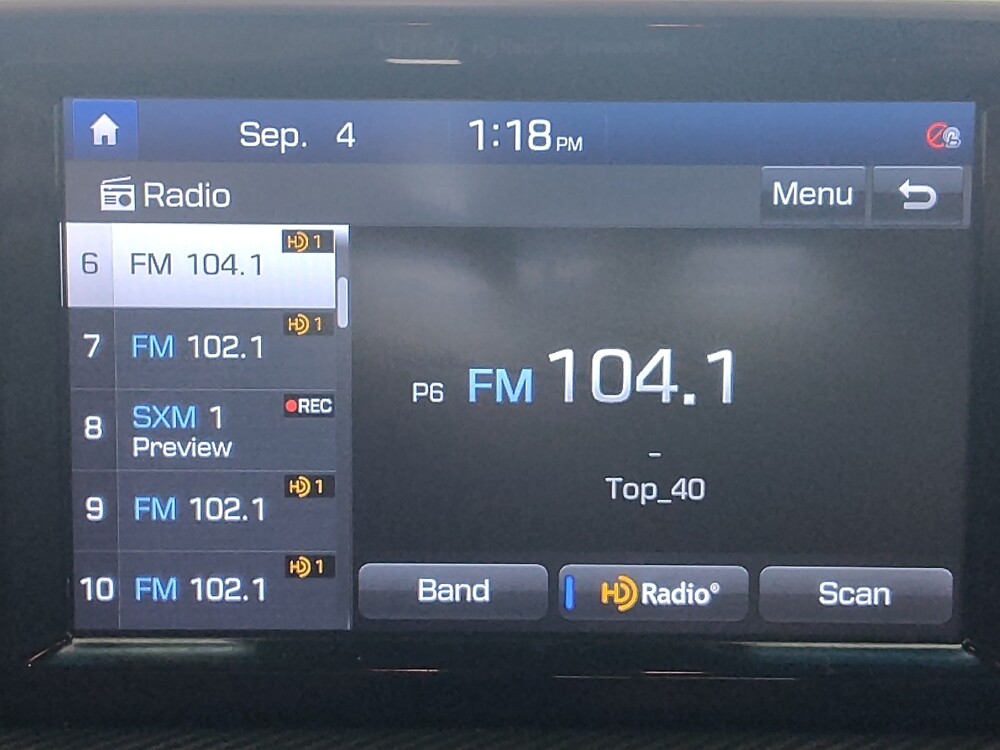 Sep. 4 1:18 PM
Radio Menu
6 FM 104.1 HD 1
7 FM 102.1 HD 1
8 SXM 1 REC
Preview
9 FM 102.1 HD 1
10 FM 102.1 HD 1
P6 FM 104.1
-
Top_40
Band HD Radio® Scan